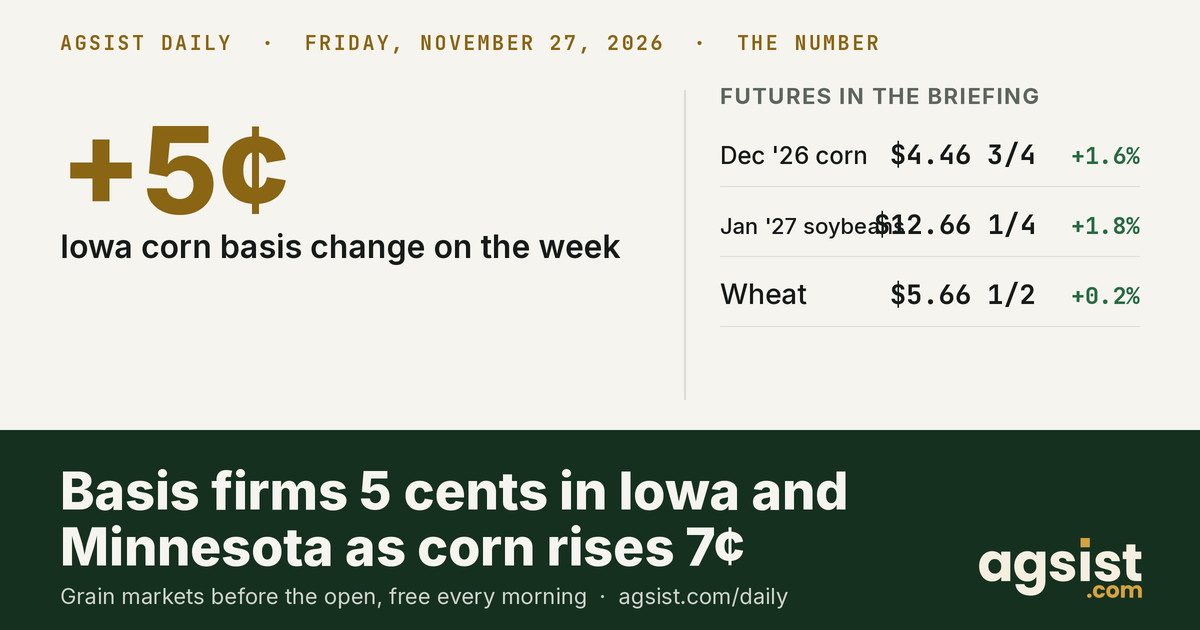 AGSIST DAILY · FRIDAY, NOVEMBER 27, 2026 · THE NUMBER
+5¢
Iowa corn basis change on the week
FUTURES IN THE BRIEFING
Dec '26 corn $4.46 3/4 +1.6%
Jan '27 soybeans $12.66 1/4 +1.8%
Wheat $5.66 1/2 +0.2%
Basis firms 5 cents in Iowa and
Minnesota as corn rises 7¢
Grain markets before the open, free every morning · agsist.com/daily
agsist
.com